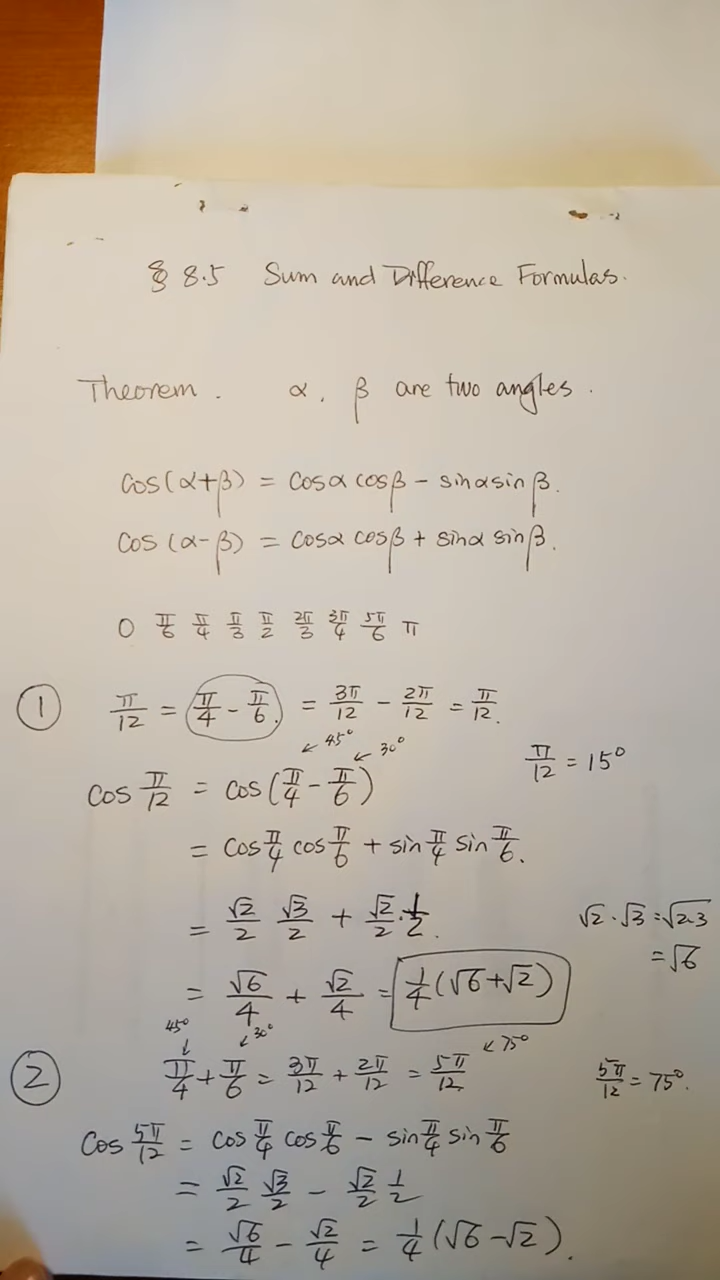 § 8.5 Sum and Difference Formulas.
Theorem. α, β are two angles.
cos(α+β) = cosα cosβ − sinα sinβ.
cos(α−β) = cosα cosβ + sinα sinβ.
0 π/6 π/4 π/3 π/2 2π/3 3π/4 5π/6 π
① π/12 = π/4 − π/6. = 3π/12 − 2π/12 = π/12.
↙ 45° ↙ 30°
π/12 = 15°
cos π/12 = cos(π/4 − π/6)
= cos π/4 cos π/6 + sin π/4 sin π/6.
= √2/2 √3/2 + √2/2 · 1/2.
√2 · √3 = √2·3
= √6
= √6/4 + √2/4 = 1/4(√6 + √2)
45° ↓ ↙ 30°
② π/4 + π/6 = 3π/12 + 2π/12 = 5π/12. ↙ 75°
5π/12 = 75°.
cos 5π/12 = cos π/4 cos π/6 − sin π/4 sin π/6
= √2/2 √3/2 − √2/2 1/2
= √6/4 − √2/4 = 1/4(√6 − √2).